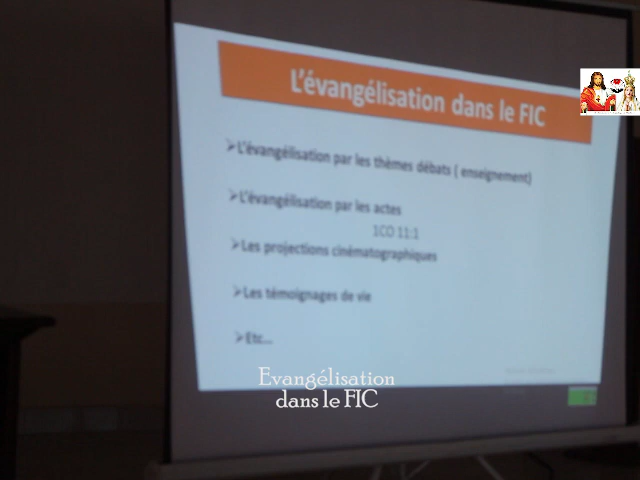 L'évangélisation dans le FIC
➢L'évangélisation par les thèmes débats ( enseignement)
➢L'évangélisation par les actes
1CO 11:1
➢Les projections cinématographiques
➢Les témoignages de vie
➢Etc...
Evangélisation
dans le FIC